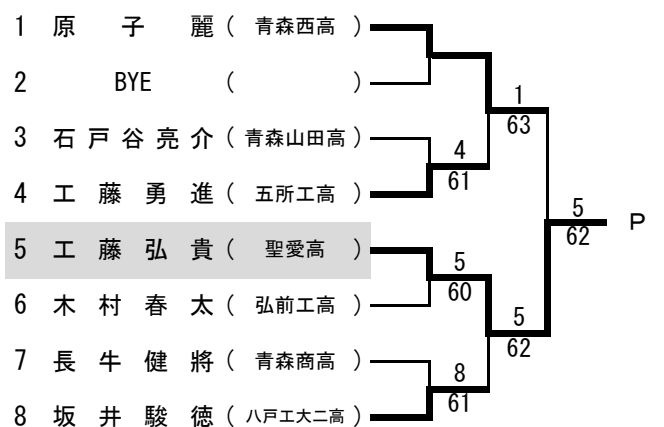 1 原 子 麗 ( 青森西高 )
2 BYE ( )
3 石 戸 谷 亮 介 ( 青森山田高 )
4 工 藤 勇 進 ( 五所工高 )
5 工 藤 弘 貴 ( 聖愛高 )
6 木 村 春 太 ( 弘前工高 )
7 長 牛 健 將 ( 青森商高 )
8 坂 井 駿 徳 ( 八戸工大二高 )
4
61
5
60
8
61
1
63
5
62
5
62
P